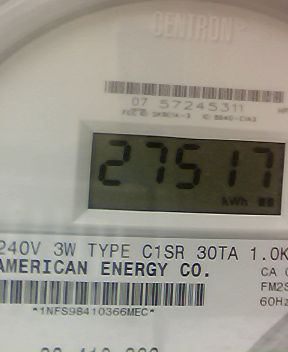 CENTRON
07 57245311
27517
kWh
240V 3W TYPE C1SR 30TA 1.0K
AMERICAN ENERGY CO.
CA
FM2S
60Hz
*1NFS98410366MEC*